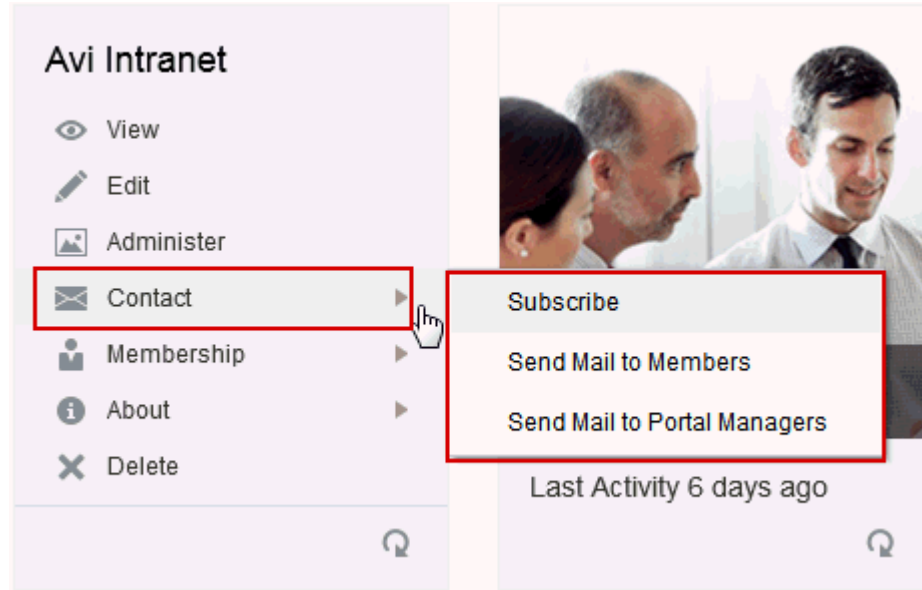 Avi Intranet
View
Edit
Administer
Contact
Subscribe
Send Mail to Members
Send Mail to Portal Managers
Membership
About
Delete
Last Activity 6 days ago